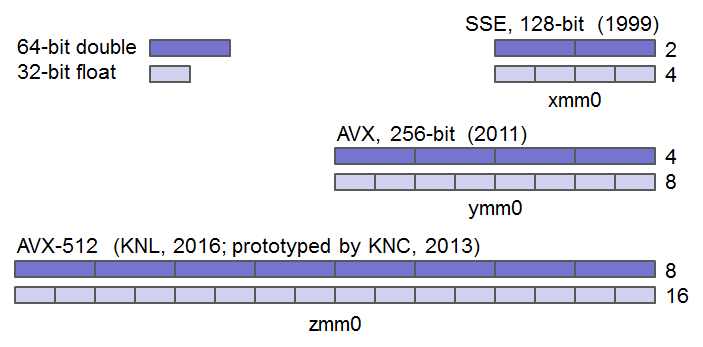 SSE, 128-bit (1999)
64-bit double
2
32-bit float
4
xmm0
AVX, 256-bit (2011)
4
8
ymm0
AVX-512 (KNL, 2016; prototyped by KNC, 2013)
8
16
zmm0